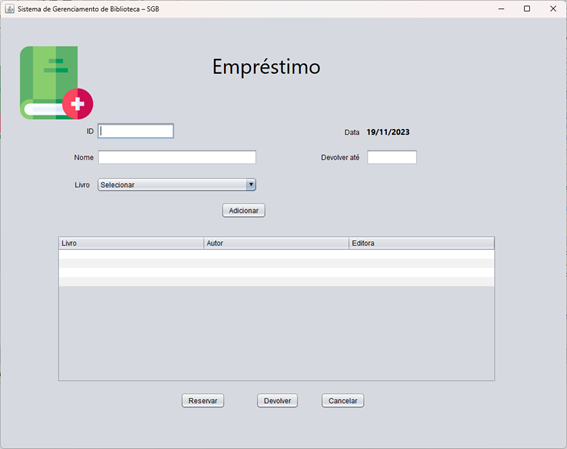 Sistema de Gerenciamento de Biblioteca – SGB
Empréstimo
ID
Data 19/11/2023
Nome
Devolver até
Livro Selecionar
Adicionar
Livro Autor Editora
Reservar Devolver Cancelar